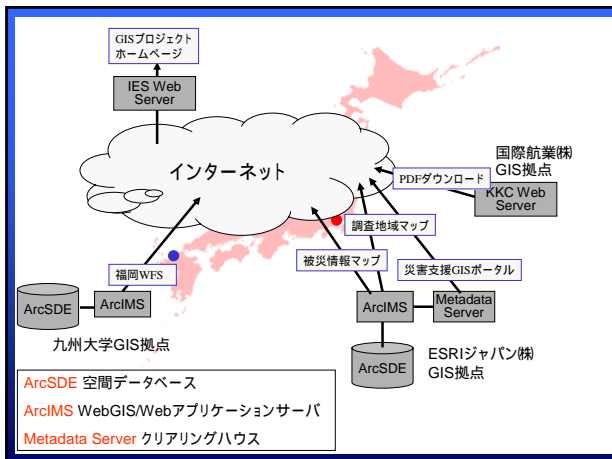 GISプロジェクト
ホームページ
IES Web
Server
インターネット
国際航業㈱
GIS拠点
PDFダウンロード
KKC Web
Server
調査地域マップ
福岡WFS
被災情報マップ
災害支援GISポータル
ArcSDE
ArcIMS
九州大学GIS拠点
ArcIMS
Metadata
Server
ArcSDE
ESRIジャパン㈱
GIS拠点
ArcSDE 空間データベース
ArcIMS WebGIS/Webアプリケーションサーバ
Metadata Server クリアリングハウス